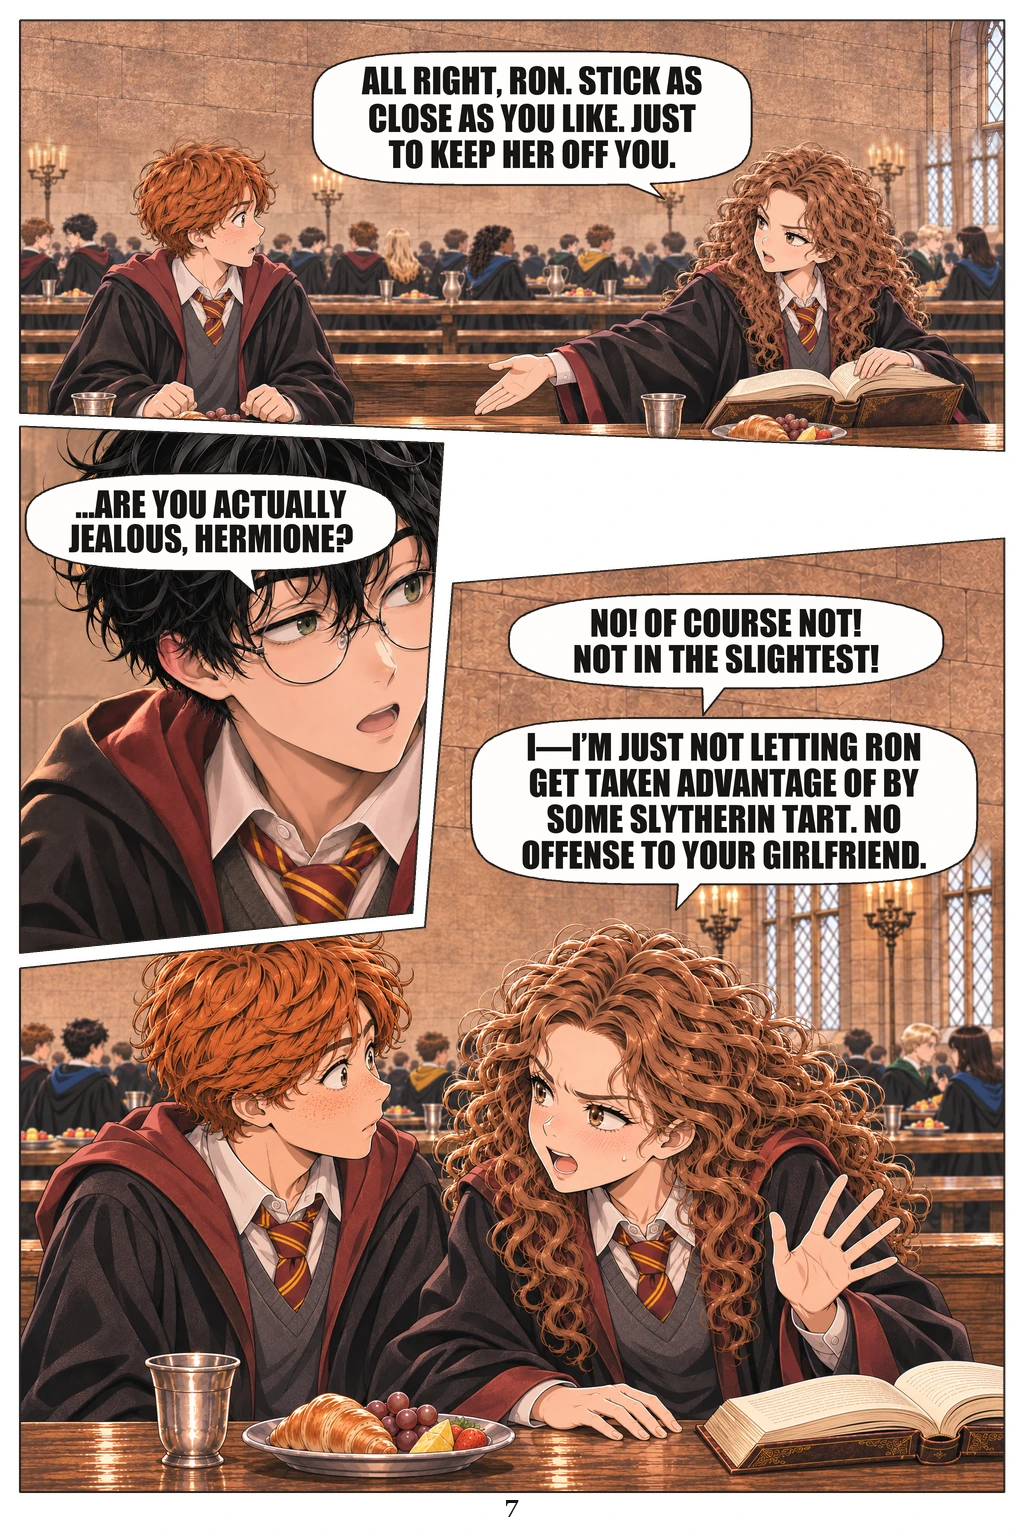 ALL RIGHT, RON. STICK AS
CLOSE AS YOU LIKE. JUST
TO KEEP HER OFF YOU.
...ARE YOU ACTUALLY
JEALOUS, HERMIONE?
NO! OF COURSE NOT!
NOT IN THE SLIGHTEST!
I—I'M JUST NOT LETTING RON
GET TAKEN ADVANTAGE OF BY
SOME SLYTHERIN TART. NO
OFFENSE TO YOUR GIRLFRIEND.
7